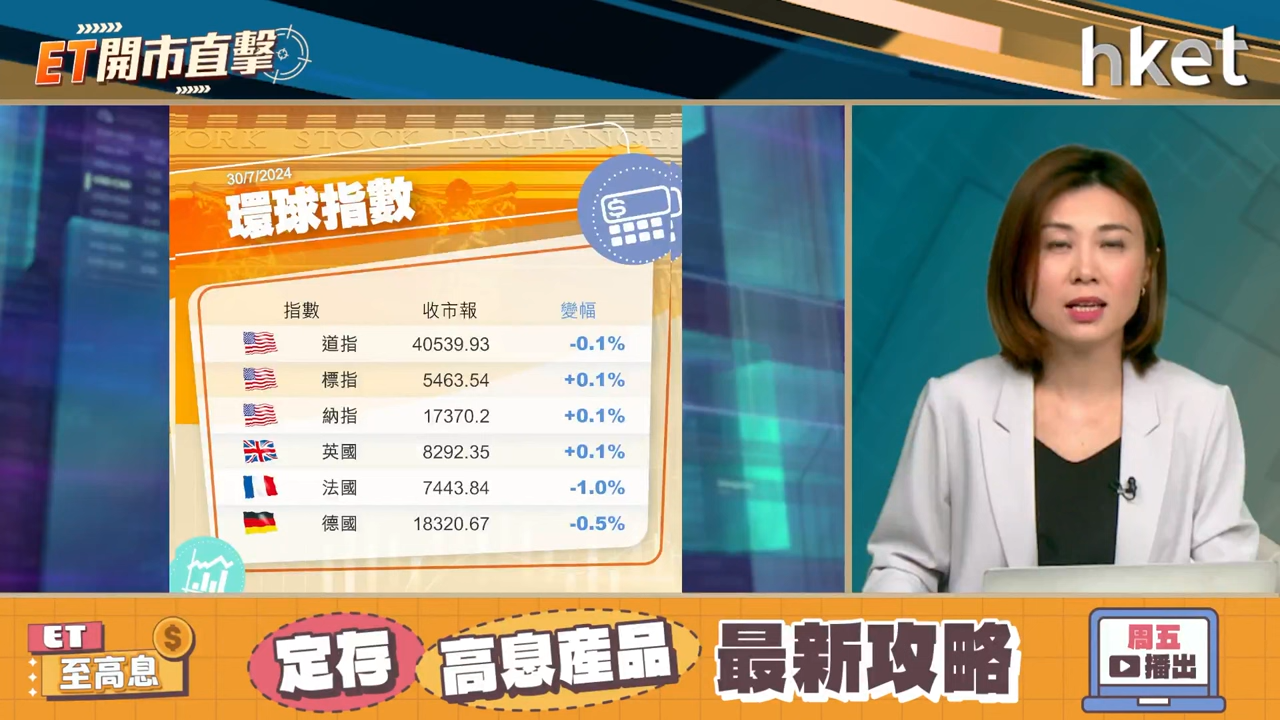 ET開市直擊
hket
YORK STOCK EXCHANGE
30/7/2024
環球指數
指數 收市報 變幅
道指 40539.93 -0.1%
標指 5463.54 +0.1%
納指 17370.2 +0.1%
英國 8292.35 +0.1%
法國 7443.84 -1.0%
德國 18320.67 -0.5%
ET
至高息
定存 高息產品 最新攻略
周五
播出